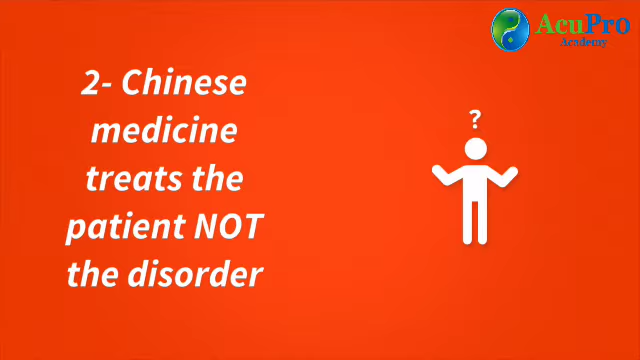 AcuPro
Academy
2- Chinese
medicine
treats the
patient NOT
the disorder
?